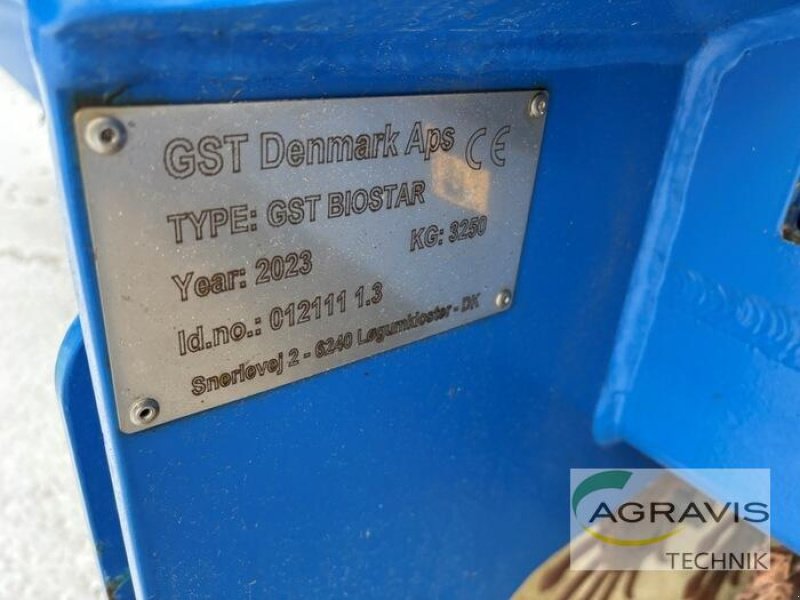 GST Denmark Aps CE
TYPE: GST BIOSTAR
KG: 3250
Year: 2023
Id.no.: 012111 1.3
Snerlevej 2 - 6240 Løgumkloster - DK
AGRAVIS
TECHNIK